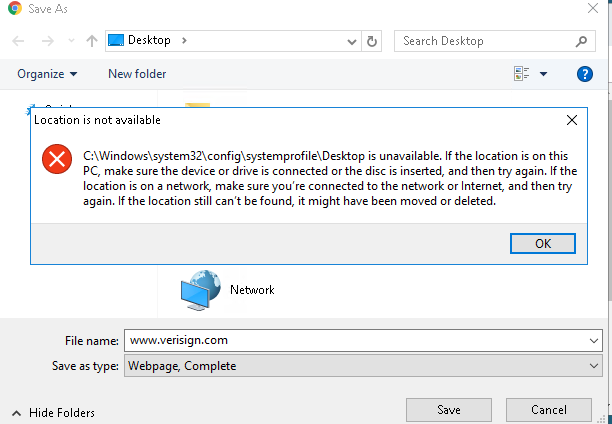 Save As
Desktop
Search Desktop
Organize
New folder
Location is not available
C:\Windows\system32\config\systemprofile\Desktop is unavailable. If the location is on this
PC, make sure the device or drive is connected or the disc is inserted, and then try again. If the
location is on a network, make sure you're connected to the network or Internet, and then try
again. If the location still can't be found, it might have been moved or deleted.
OK
Network
File name: www.verisign.com
Save as type: Webpage, Complete
Hide Folders
Save
Cancel